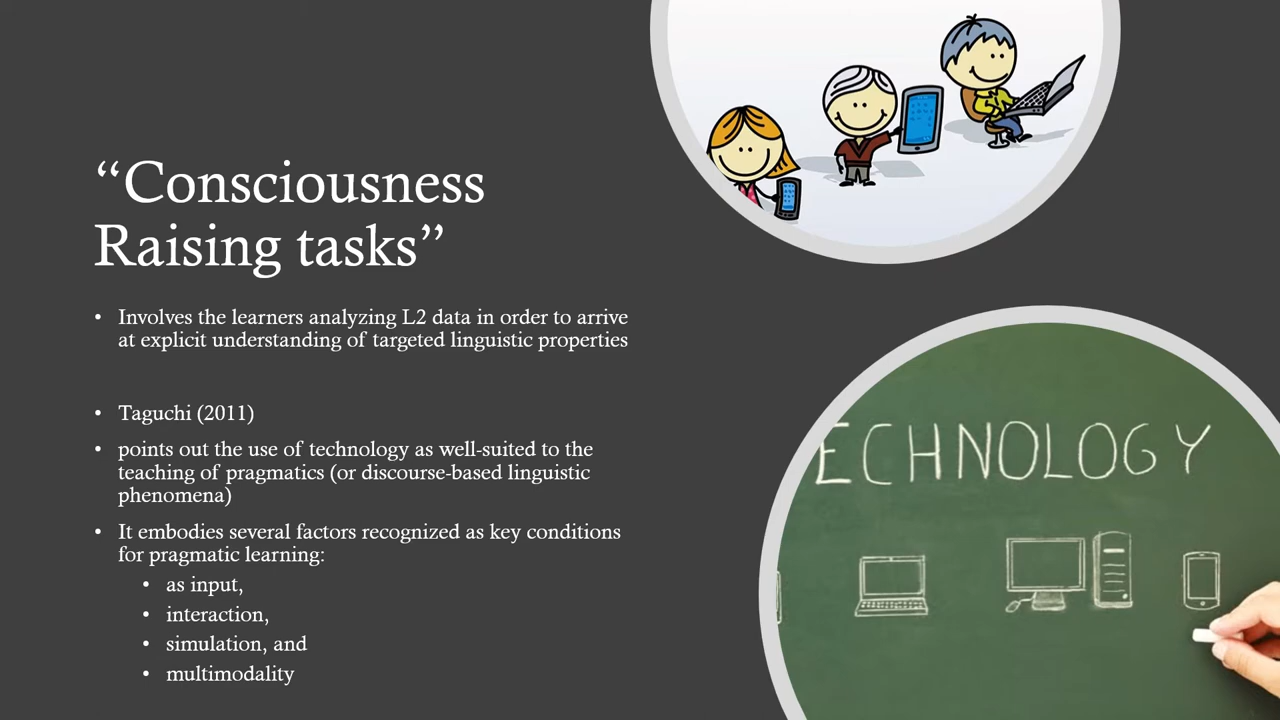 “Consciousness
Raising tasks”
• Involves the learners analyzing L2 data in order to arrive
at explicit understanding of targeted linguistic properties
• Taguchi (2011)
• points out the use of technology as well-suited to the
teaching of pragmatics (or discourse-based linguistic
phenomena)
• It embodies several factors recognized as key conditions
for pragmatic learning:
• as input,
• interaction,
• simulation, and
• multimodality
ECHNOLOGY